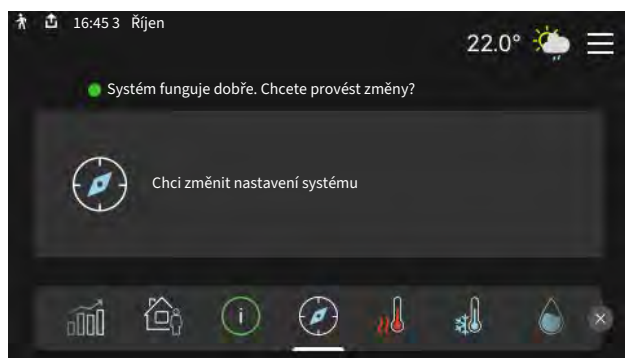 16:45 3 Říjen
22.0°
Systém funguje dobře. Chcete provést změny?
Chci změnit nastavení systému
i